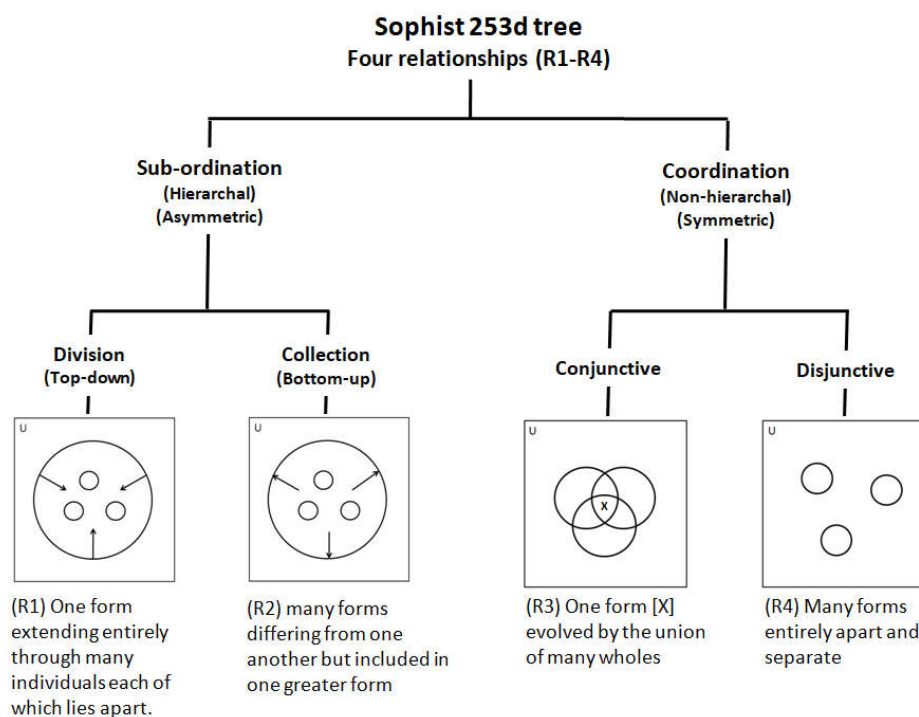 Sophist 253d tree
Four relationships (R1-R4)
Sub-ordination
(Hierarchal)
(Asymmetric)
Coordination
(Non-hierarchal)
(Symmetric)
Division
(Top-down)
Collection
(Bottom-up)
Conjunctive
Disjunctive
U
U
U
X
U
(R1) One form
extending entirely
through many
individuals each of
which lies apart.
(R2) many forms
differing from one
another but included in
one greater form
(R3) One form [X]
evolved by the union
of many wholes
(R4) Many forms
entirely apart and
separate